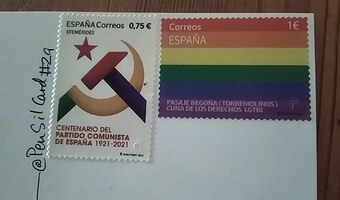 @PenSilCard#29
ESPAÑA Correos 0,75 €
EFEMÉRIDES
CENTENARIO DEL
PARTIDO COMUNISTA
DE ESPAÑA 1921-2021
Correos 1€
ESPAÑA
PASAJE BEGOÑA (TORREMOLINOS)
CUNA DE LOS DERECHOS LGTBI